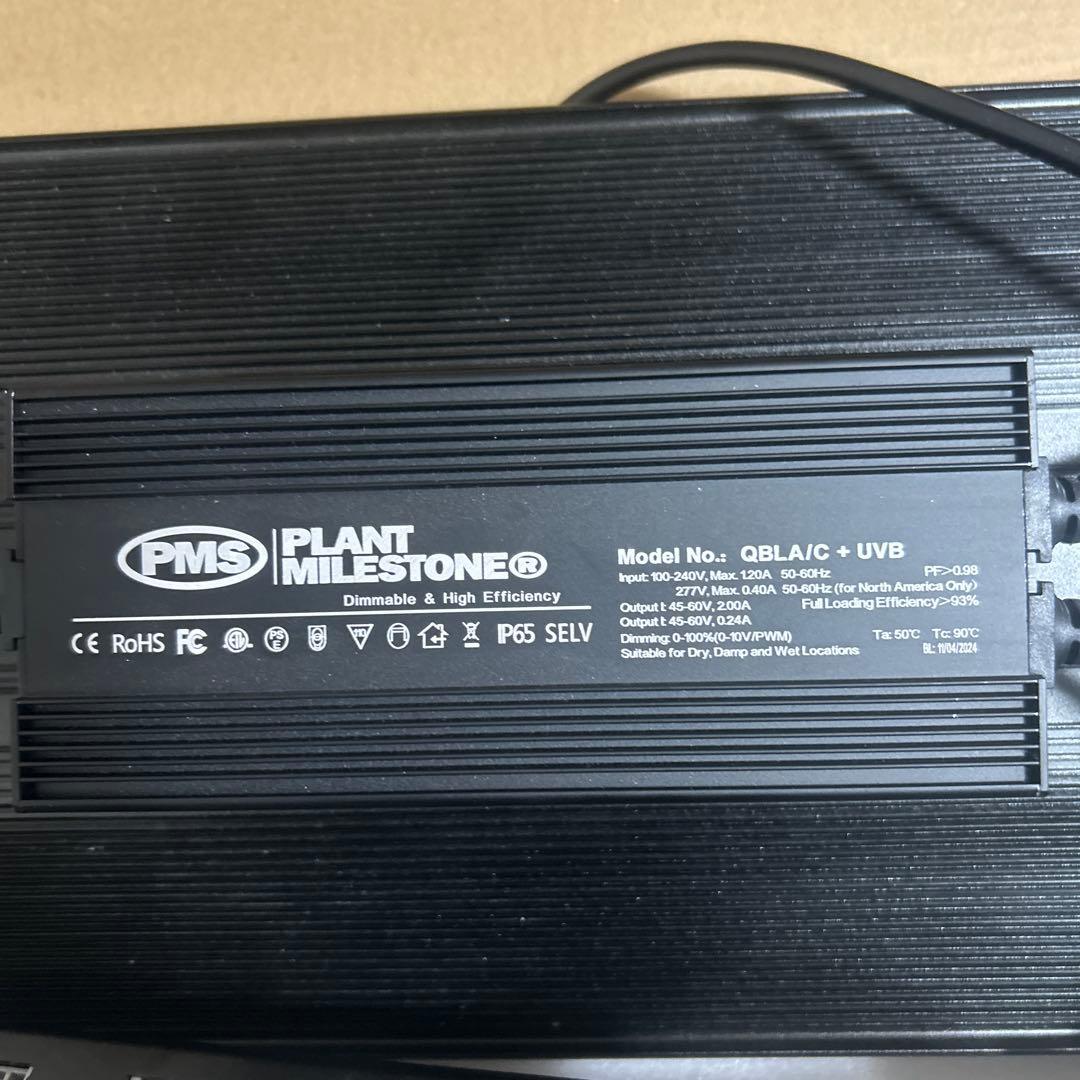 PMS
PLANT
MILESTONE®
Dimmable & High Efficiency
CE RoHS FC ETL PS E 110 IP65 SELV
Model No.: QBLA/C + UVB
Input: 100-240V, Max. 1.20A 50-60Hz PF>0.98
277V, Max. 0.40A 50-60Hz (for North America Only)
Output I: 45-60V, 2.00A Full Loading Efficiency>93%
Output I: 45-60V, 0.24A
Dimming: 0-100%(0-10V/PWM) Ta: 50℃ Tc: 90℃
Suitable for Dry, Damp and Wet Locations BL: 11/04/2024